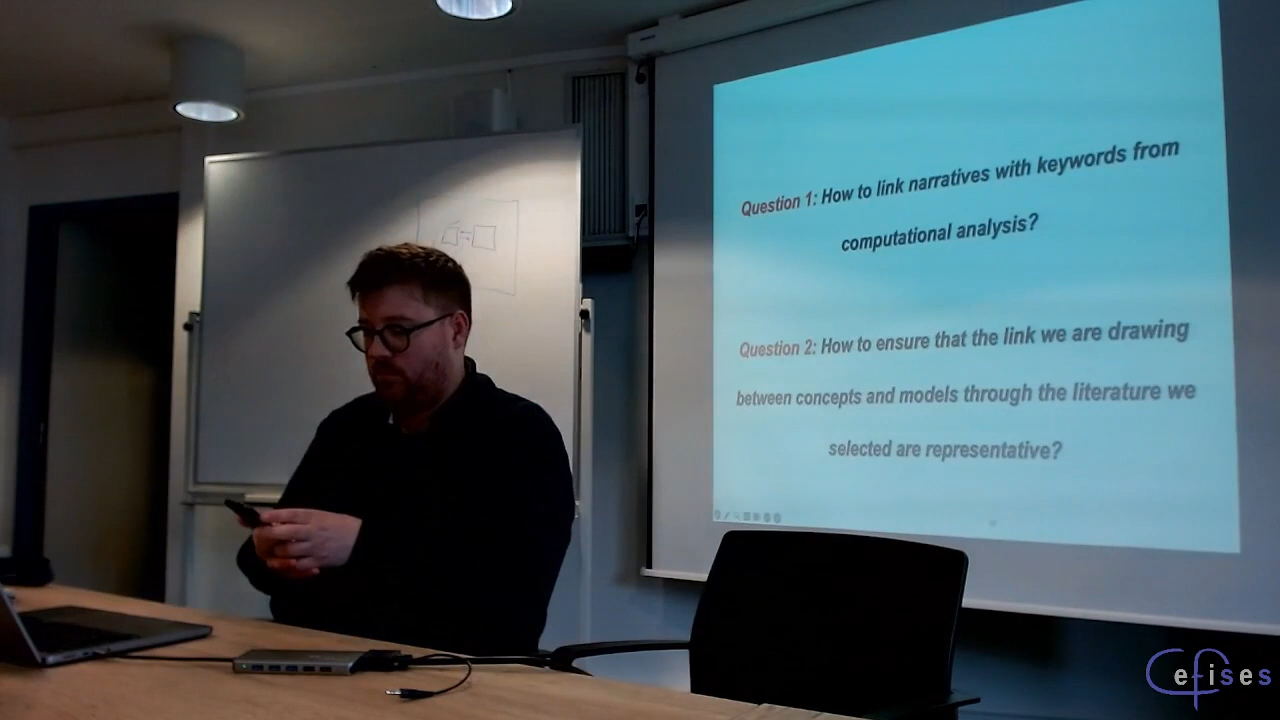 Question 1: How to link narratives with keywords from
computational analysis?
Question 2: How to ensure that the link we are drawing
between concepts and models through the literature we
selected are representative?
Cefises